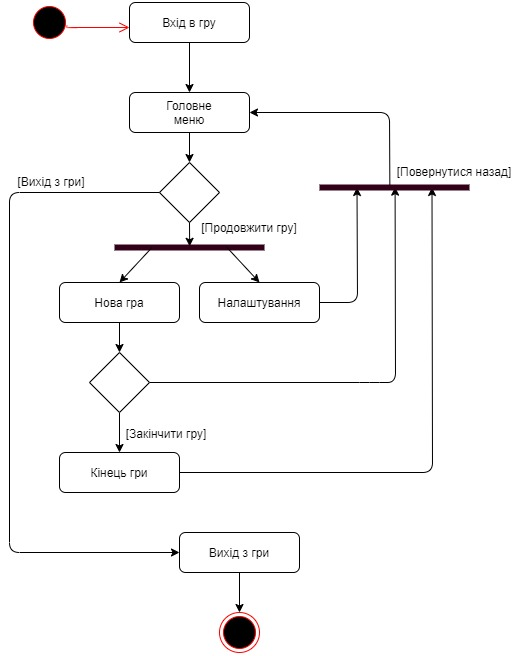 Вхід в гру
Головне
меню
[Повернутися назад]
[Вихід з гри]
[Продовжити гру]
Нова гра
Налаштування
[Закінчити гру]
Кінець гри
Вихід з гри